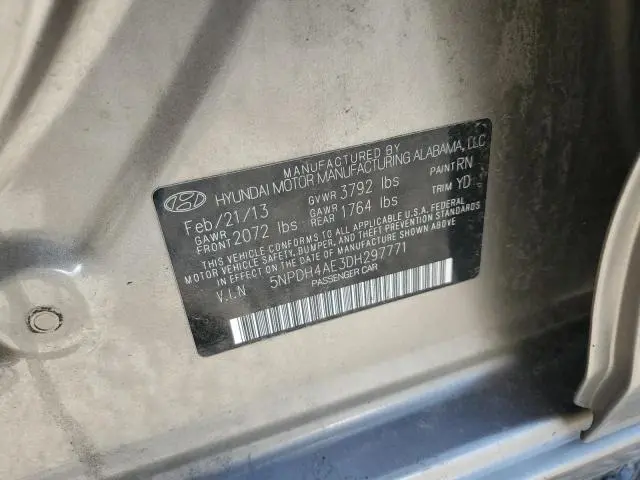 MANUFACTURED BY
HYUNDAI MOTOR MANUFACTURING ALABAMA, LLC
Feb/21/13 GVWR 3792 lbs PAINT RN
GAWR FRONT 2072 lbs GAWR REAR 1764 lbs TRIM YD
THIS VEHICLE CONFORMS TO ALL APPLICABLE U.S.A. FEDERAL
MOTOR VEHICLE SAFETY, BUMPER, AND THEFT PREVENTION STANDARDS
IN EFFECT ON THE DATE OF MANUFACTURE SHOWN ABOVE.
V.I.N 5NPDH4AE3DH297771
PASSENGER CAR